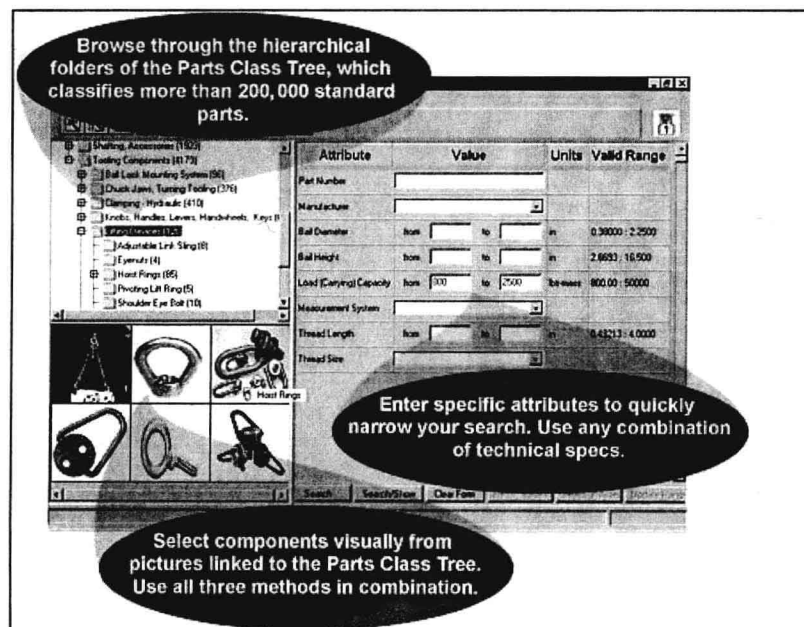 Browse through the hierarchical
folders of the Parts Class Tree, which
classifies more than 200,000 standard
parts.
Shafting, Accessories (1923)
Tooling Components (4179)
Ball Lock Mounting System (96)
Chuck Jaws, Turning Tooling (376)
Clamping - Hydraulic (410)
Knobs, Handles, Levers, Handwheels, Keys
Lifting Devices
Adjustable Link Sling (8)
Eyenuts (4)
Hoist Rings (85)
Pivoting Lift Ring (5)
Shoulder Eye Bolt (10)
Attribute Value Units Valid Range
Part Number
Manufacturer
Bail Diameter from to in 0.38000 : 2.2500
Bail Height from to in 2.6693 : 16.500
Load (Carrying) Capacity from 800 to 2500 lbs-mass 800.00 : 50000
Measurement System
Thread Length from to in 0.49213 : 4.0000
Thread Size
Hoist Rings
Enter specific attributes to quickly
narrow your search. Use any combination
of technical specs.
Search Search/Show Clear Form
Select components visually from
pictures linked to the Parts Class Tree.
Use all three methods in combination.